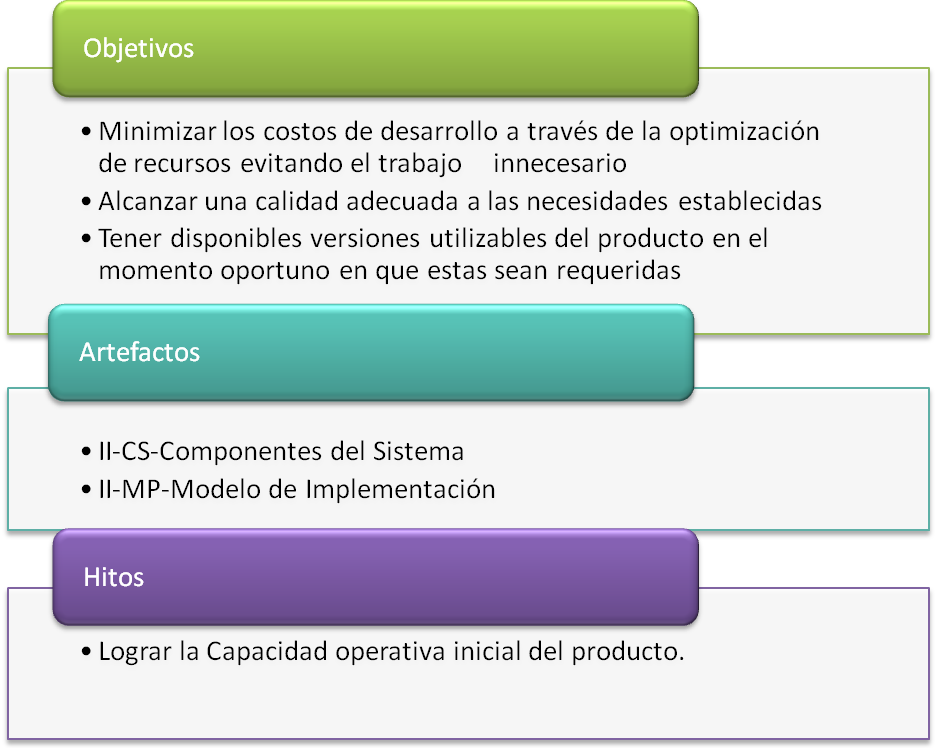 Objetivos
• Minimizar los costos de desarrollo a través de la optimización
de recursos evitando el trabajo    innecesario
• Alcanzar una calidad adecuada a las necesidades establecidas
• Tener disponibles versiones utilizables del producto en el
momento oportuno en que estas sean requeridas
Artefactos
• II-CS-Componentes del Sistema
• II-MP-Modelo de Implementación
Hitos
• Lograr la Capacidad operativa inicial del producto.